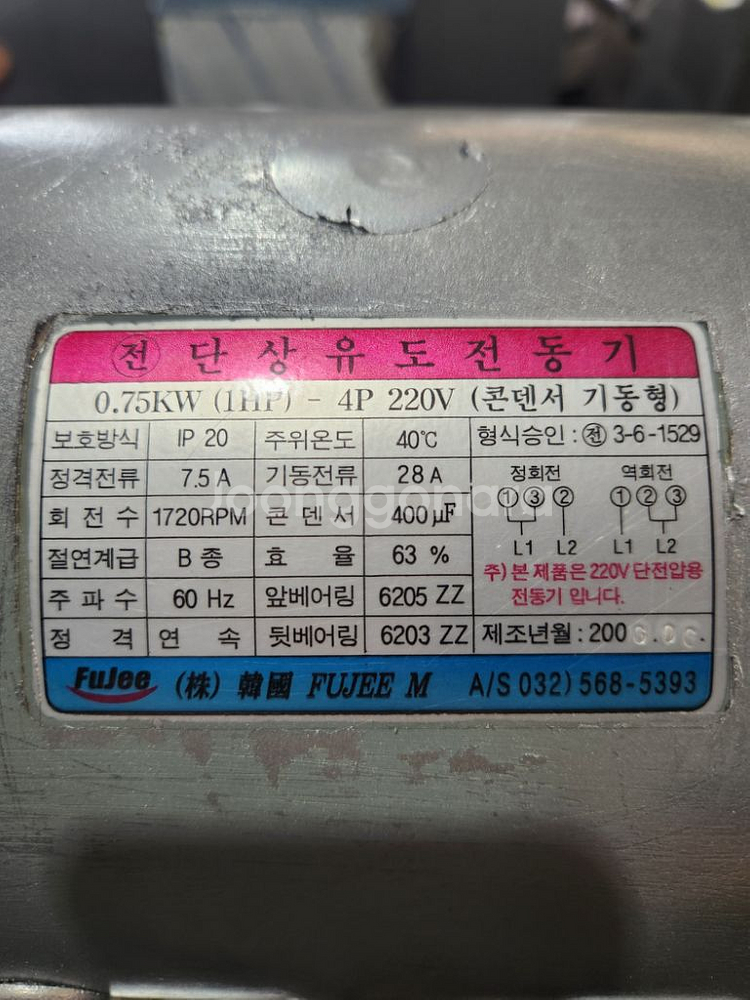 ㉑ 단상유도전동기
0.75KW (1HP) - 4P 220V (콘덴서 기동형)
보호방식 IP 20 주위온도 40℃ 형식승인 : 전 3-6-1529
정격전류 7.5 A 기동전류 28 A 정회전 역회전
회전수 1720RPM 콘덴서 400 μF ① ③ ② ① ② ③
절연계급 B 종 효율 63 % L1 L2 L1 L2
주파수 60 Hz 앞베어링 6205 ZZ 주) 본 제품은 220V 단전압용
전동기 입니다.
정격 연속 뒷베어링 6203 ZZ 제조년월 : 200
FuJee (株) 韓國 FUJEE M A/S 032) 568-5393
joonggonara